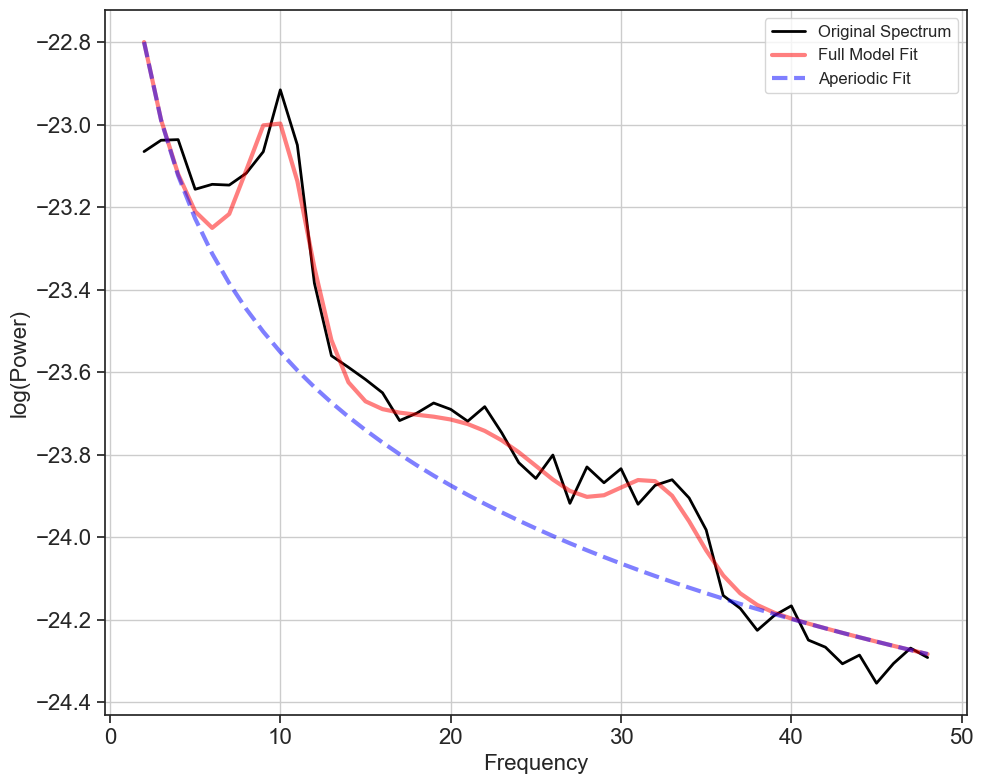 Original Spectrum
Full Model Fit
Aperiodic Fit
log(Power)
−22.8
−23.0
−23.2
−23.4
−23.6
−23.8
−24.0
−24.2
−24.4
0 10 20 30 40 50
Frequency